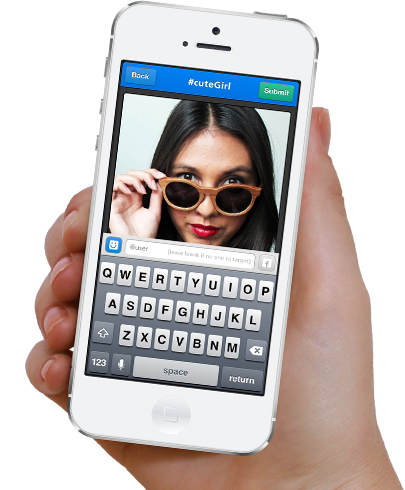 Back #cuteGirl Submit
@user (leave blank if no one to target) f
Q W E R T Y U I O P
A S D F G H J K L
Z X C V B N M
123 space return